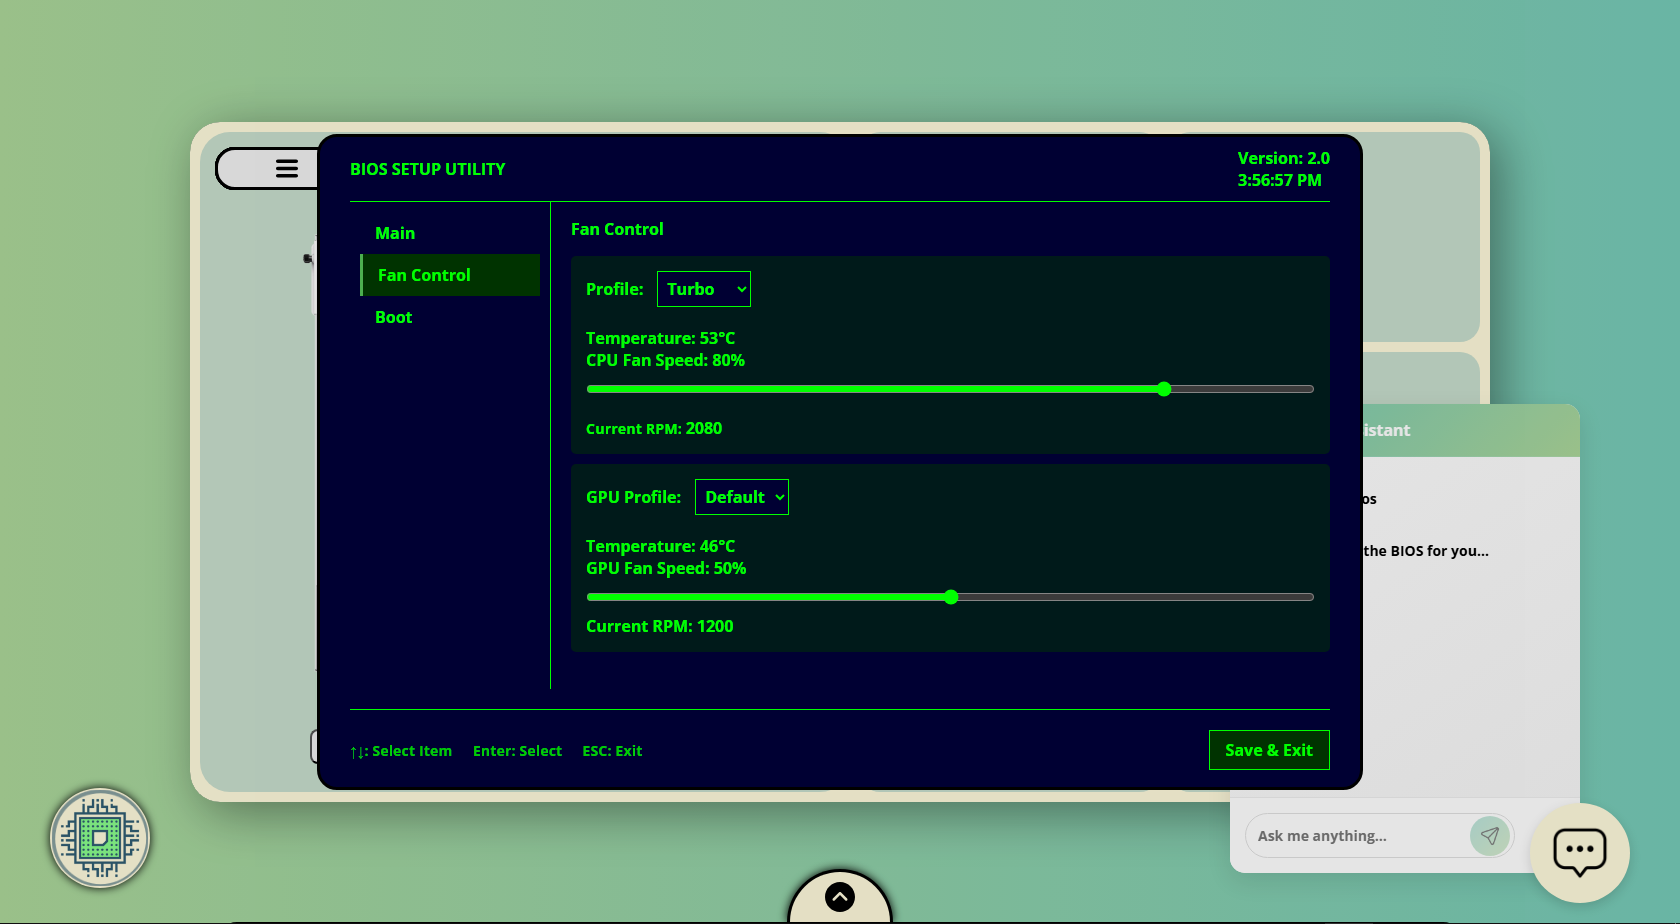 BIOS SETUP UTILITY
Version: 2.0
3:56:57 PM
Main
Fan Control
Boot
Fan Control
Profile: Turbo
Temperature: 53°C
CPU Fan Speed: 80%
Current RPM: 2080
GPU Profile: Default
Temperature: 46°C
GPU Fan Speed: 50%
Current RPM: 1200
↑↓: Select Item Enter: Select ESC: Exit
Save & Exit
istant
os
the BIOS for you...
Ask me anything...